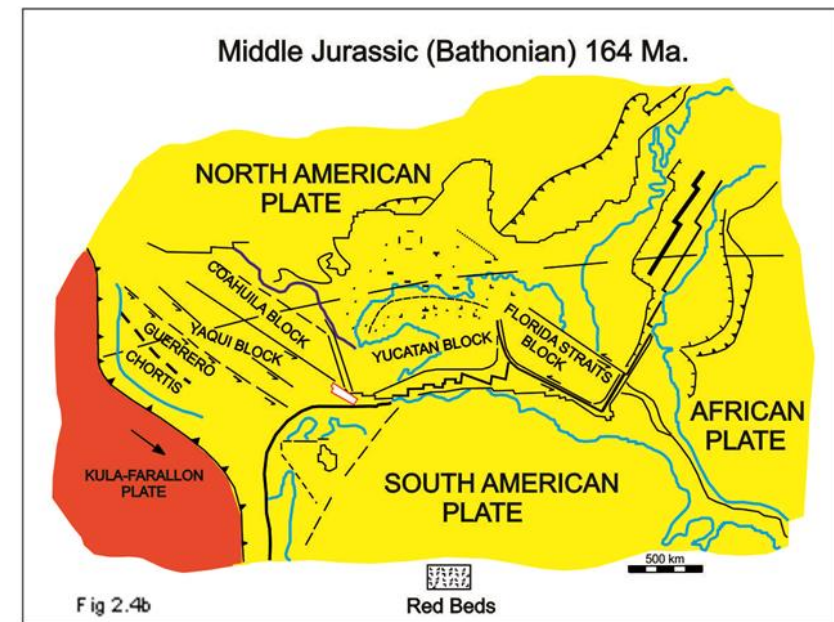 Middle Jurassic (Bathonian) 164 Ma.
NORTH AMERICAN
PLATE
COAHUILA BLOCK
YAQUI BLOCK
GUERRERO
CHORTIS
YUCATAN BLOCK
FLORIDA STRAITS
BLOCK
AFRICAN
PLATE
KULA-FARALLON
PLATE
SOUTH AMERICAN
PLATE
500 km
Fig 2.4b
Red Beds